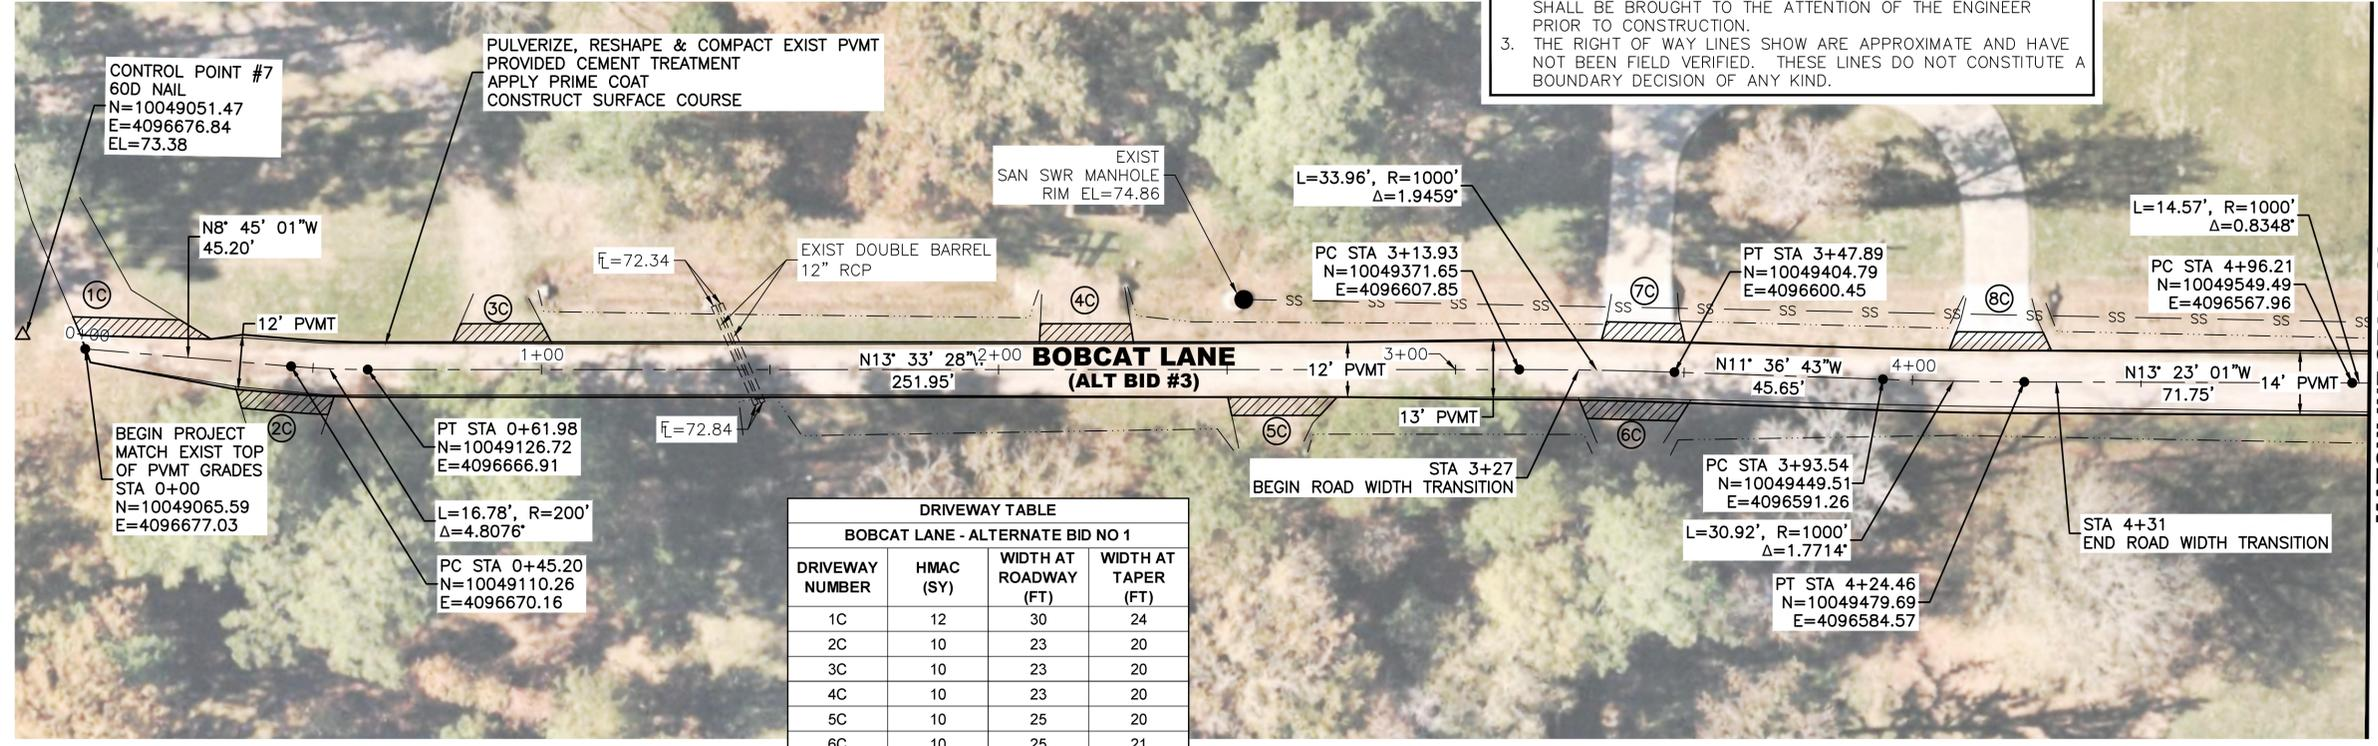 SHALL BE BROUGHT TO THE ATTENTION OF THE ENGINEER
PRIOR TO CONSTRUCTION.
3. THE RIGHT OF WAY LINES SHOW ARE APPROXIMATE AND HAVE
NOT BEEN FIELD VERIFIED. THESE LINES DO NOT CONSTITUTE A
BOUNDARY DECISION OF ANY KIND.
CONTROL POINT #7
60D NAIL
N=10049051.47
E=4096676.84
EL=73.38
PULVERIZE, RESHAPE & COMPACT EXIST PVMT
PROVIDED CEMENT TREATMENT
APPLY PRIME COAT
CONSTRUCT SURFACE COURSE
EXIST
SAN SWR MANHOLE
RIM EL=74.86
L=33.96', R=1000'
Δ=1.9459°
L=14.57', R=1000'
Δ=0.8348°
N8° 45' 01"W
45.20'
℄=72.34
EXIST DOUBLE BARREL
12" RCP
PC STA 3+13.93
N=10049371.65
E=4096607.85
PT STA 3+47.89
N=10049404.79
E=4096600.45
PC STA 4+96.21
N=10049549.49
E=4096567.96
1C
3C
4C
7C
8C
SS SS SS SS SS SS SS SS SS SS
0+00
12' PVMT
1+00
N13° 33' 28"W
251.95'
2+00
BOBCAT LANE
(ALT BID #3)
12' PVMT
3+00
N11° 36' 43"W
45.65'
4+00
N13° 23' 01"W
71.75'
14' PVMT
13' PVMT
2C
5C
6C
℄=72.84
BEGIN PROJECT
MATCH EXIST TOP
OF PVMT GRADES
STA 0+00
N=10049065.59
E=4096677.03
PT STA 0+61.98
N=10049126.72
E=4096666.91
L=16.78', R=200'
Δ=4.8076°
PC STA 0+45.20
N=10049110.26
E=4096670.16
STA 3+27
BEGIN ROAD WIDTH TRANSITION
PC STA 3+93.54
N=10049449.51
E=4096591.26
L=30.92', R=1000'
Δ=1.7714°
PT STA 4+24.46
N=10049479.69
E=4096584.57
STA 4+31
END ROAD WIDTH TRANSITION
DRIVEWAY TABLE
BOBCAT LANE - ALTERNATE BID NO 1
DRIVEWAY NUMBER HMAC (SY) WIDTH AT ROADWAY (FT) WIDTH AT TAPER (FT)
1C 12 30 24
2C 10 23 20
3C 10 23 20
4C 10 23 20
5C 10 25 20
6C 10 25 21